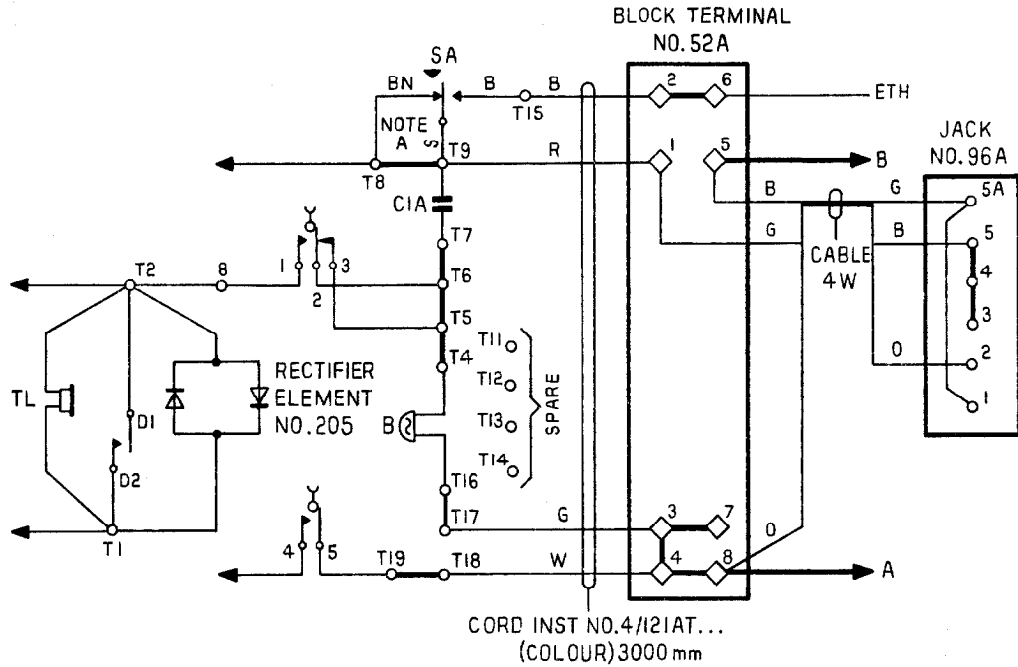 BLOCK TERMINAL
NO.52A
SA
BN
B
B
2
6
ETH
T15
NOTE
A
S
T9
T8
R
1
5
B
JACK
NO.96A
C1A
B
G
5A
T7
G
CABLE
4W
B
5
T2
8
1
2
3
T6
4
T5
3
T4
T11
O
2
T12
T13
T14
SPARE
1
TL
RECTIFIER
ELEMENT
NO.205
D1
D2
B
T16
T17
G
3
7
O
T1
4
5
T19
T18
W
4
8
A
CORD INST NO.4/121AT...
(COLOUR)3000mm